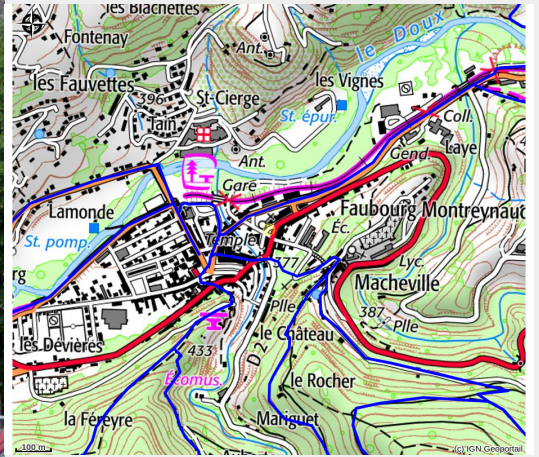 les Blachettes
Fontenay
Ant.
le Doux
les Fauvettes
les Vignes
396
St-Cierge
St. épur.
Coll.
Tain
Ant.
Gend
Laye
Gare
Lamonde
Faubourg Montreynaud
St. pomp.
Temple
Éc.
377
Lyc.
Macheville
Plle
387
Plle
les Dévières
433
le Château
D 2
Écomus.
le Rocher
la Féreyre
Mariguet
100 m
(c) IGN Geoportail